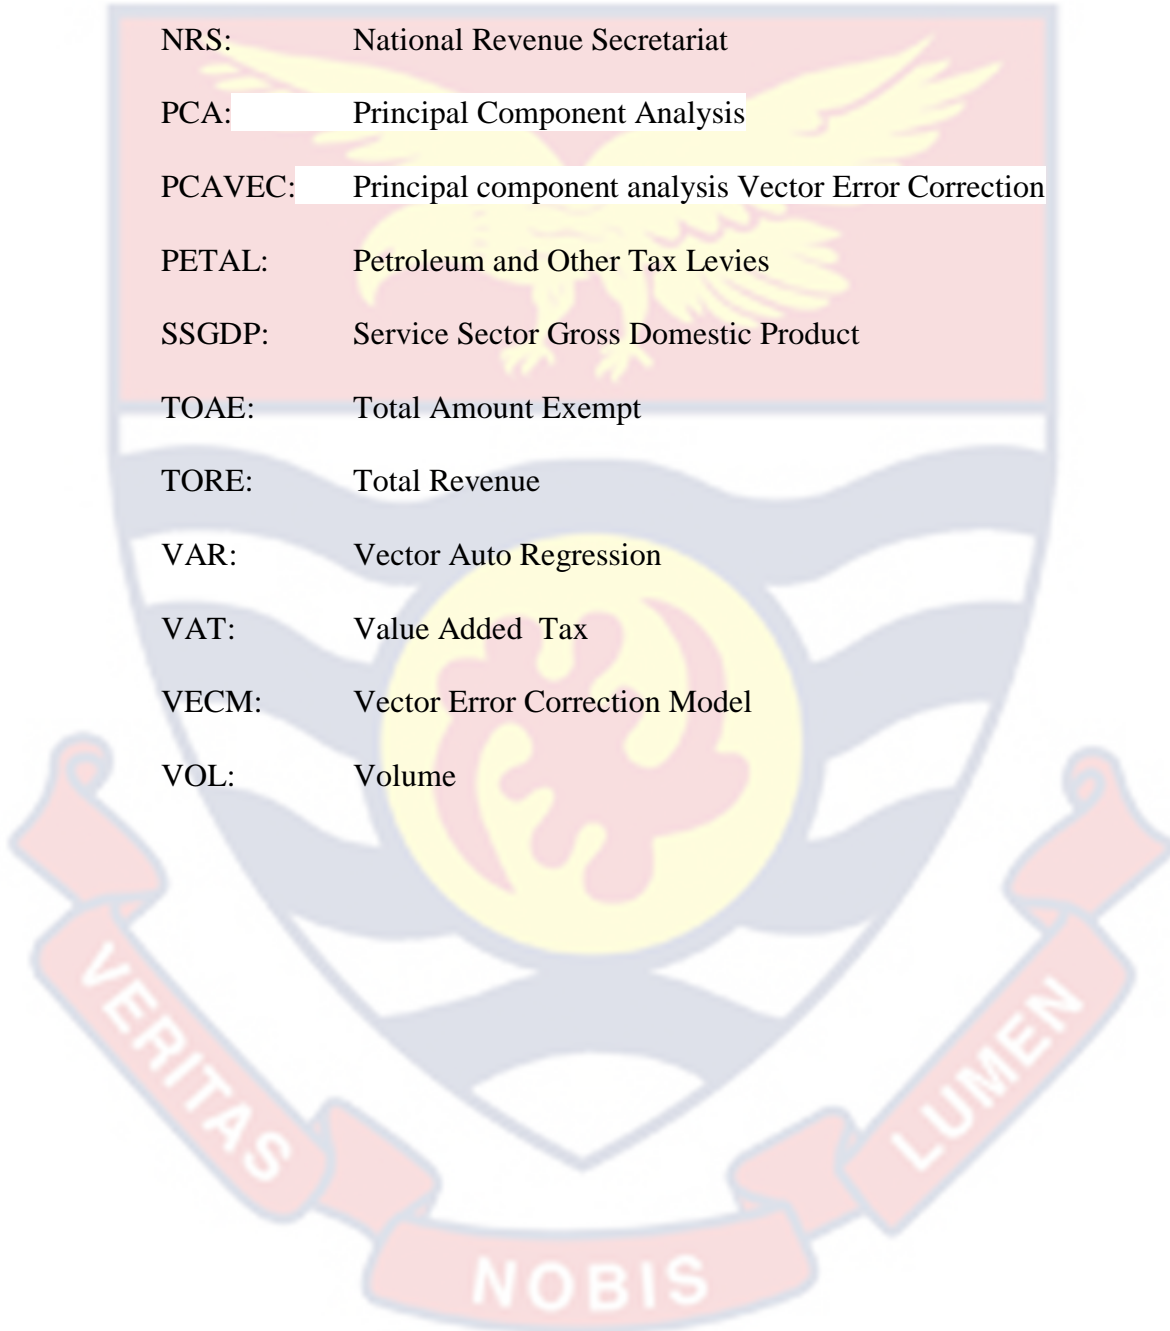 NRS: National Revenue Secretariat
PCA: Principal Component Analysis
PCAVEC: Principal component analysis Vector Error Correction
PETAL: Petroleum and Other Tax Levies
SSGDP: Service Sector Gross Domestic Product
TOAE: Total Amount Exempt
TORE: Total Revenue
VAR: Vector Auto Regression
VAT: Value Added  Tax
VECM: Vector Error Correction Model
VOL: Volume
VERITAS
NOBIS
LUMEN